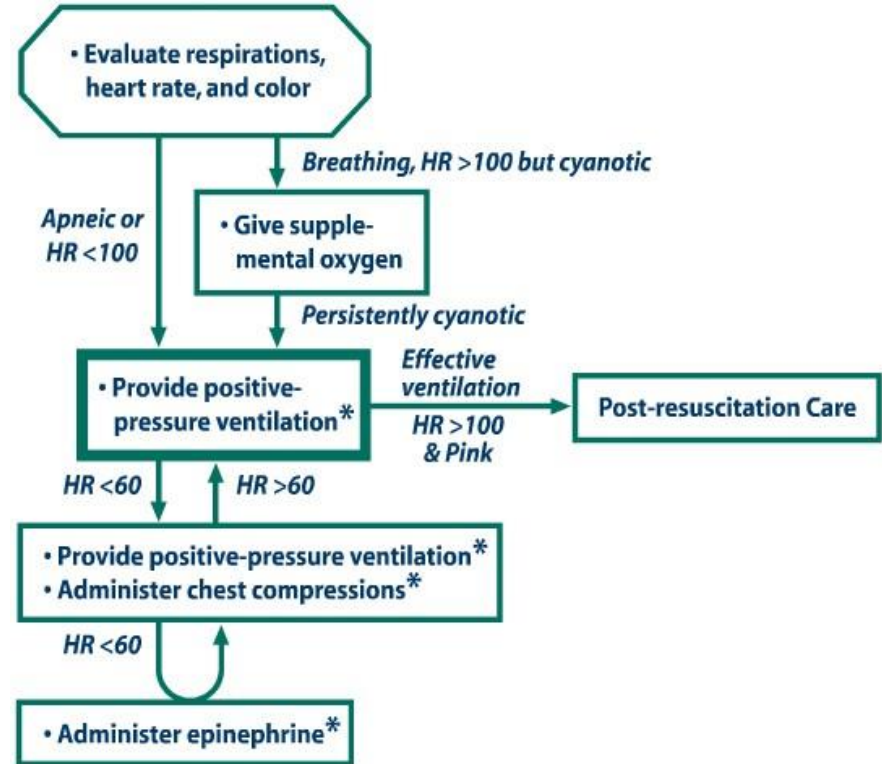 • Evaluate respirations,
heart rate, and color
Breathing, HR >100 but cyanotic
Apneic or
HR <100
• Give supple-
mental oxygen
Persistently cyanotic
• Provide positive-
pressure ventilation*
Effective
ventilation
HR >100
& Pink
Post-resuscitation Care
HR <60
HR >60
• Provide positive-pressure ventilation*
• Administer chest compressions*
HR <60
• Administer epinephrine*